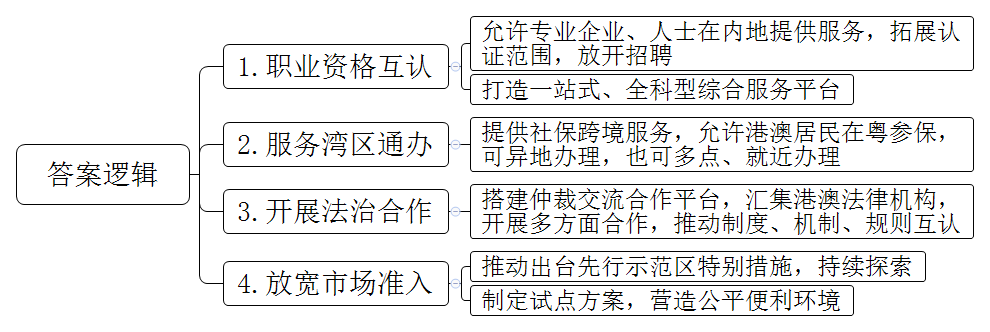 答案逻辑
1.职业资格互认
允许专业企业、人士在内地提供服务，拓展认
证范围，放开招聘
打造一站式、全科型综合服务平台
2.服务湾区通办
提供社保跨境服务，允许港澳居民在粤参保，
可异地办理，也可多点、就近办理
3.开展法治合作
搭建仲裁交流合作平台，汇集港澳法律机构，
开展多方面合作，推动制度、机制、规则互认
4.放宽市场准入
推动出台先行示范区特别措施，持续探索
制定试点方案，营造公平便利环境